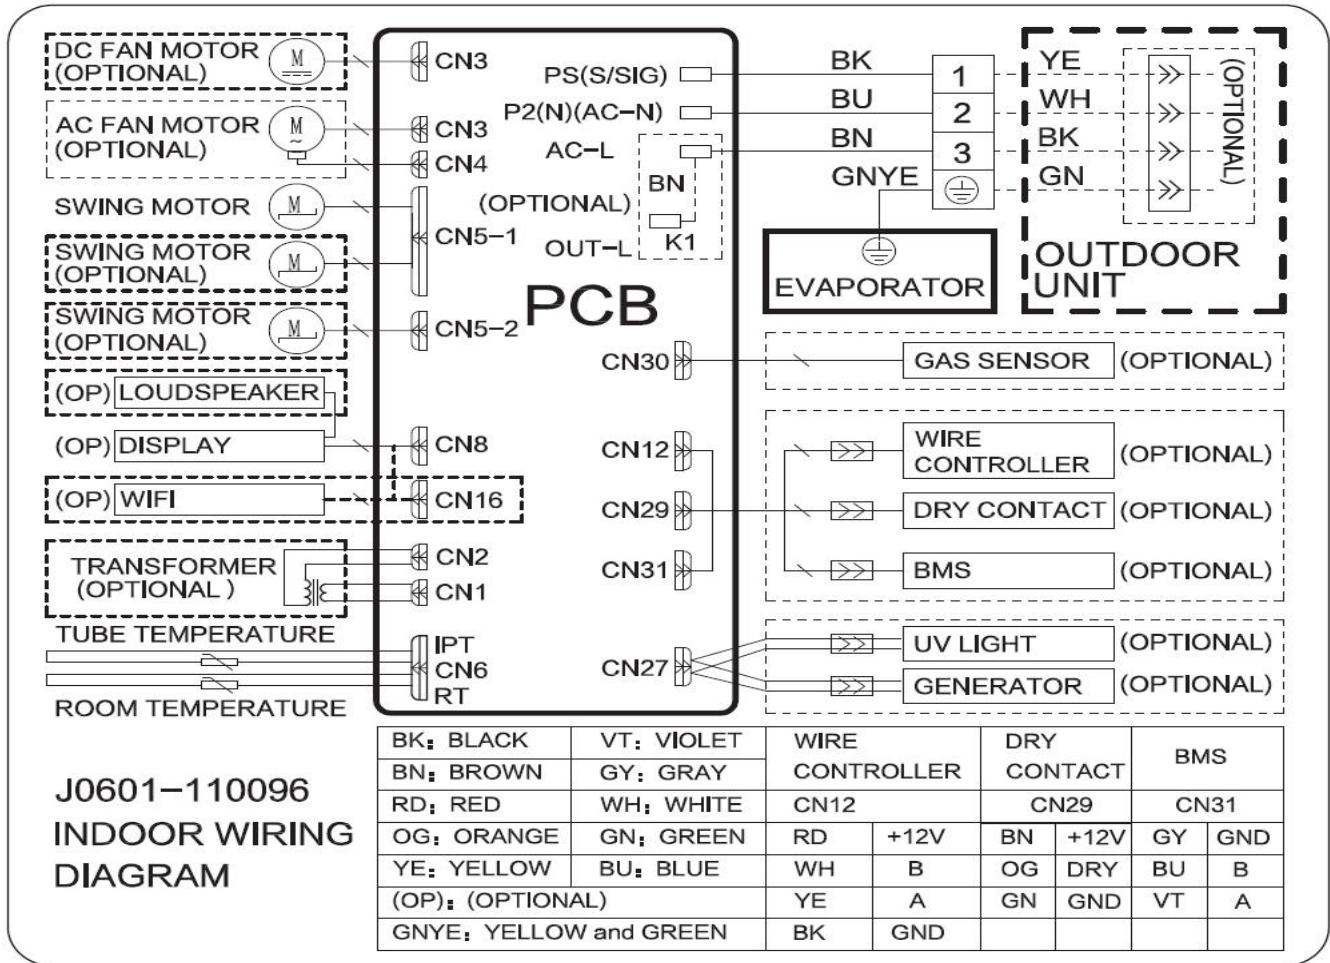 DC FAN MOTOR
(OPTIONAL)
M
CN3
AC FAN MOTOR
(OPTIONAL)
M
~
CN3
CN4
SWING MOTOR
M
CN5-1
SWING MOTOR
(OPTIONAL)
M
SWING MOTOR
(OPTIONAL)
M
CN5-2
(OP) LOUDSPEAKER
(OP) DISPLAY
CN8
(OP) WIFI
CN16
TRANSFORMER
(OPTIONAL )
CN2
CN1
TUBE TEMPERATURE
IPT
CN6
RT
ROOM TEMPERATURE
PS(S/SIG)
P2(N)(AC-N)
AC-L
BN
(OPTIONAL)
OUT-L
K1
PCB
CN30
CN12
CN29
CN31
CN27
BK
BU
BN
GNYE
1
2
3
YE
WH
BK
GN
(OPTIONAL)
OUTDOOR
UNIT
EVAPORATOR
GAS SENSOR (OPTIONAL)
WIRE
CONTROLLER (OPTIONAL)
DRY CONTACT (OPTIONAL)
BMS (OPTIONAL)
UV LIGHT (OPTIONAL)
GENERATOR (OPTIONAL)
J0601-110096
INDOOR WIRING
DIAGRAM
BK: BLACK VT: VIOLET
BN: BROWN GY: GRAY
RD: RED WH: WHITE
OG: ORANGE GN: GREEN
YE: YELLOW BU: BLUE
(OP): (OPTIONAL)
GNYE: YELLOW and GREEN
WIRE
CONTROLLER
DRY
CONTACT
BMS
CN12 CN29 CN31
RD +12V BN +12V GY GND
WH B OG DRY BU B
YE A GN GND VT A
BK GND